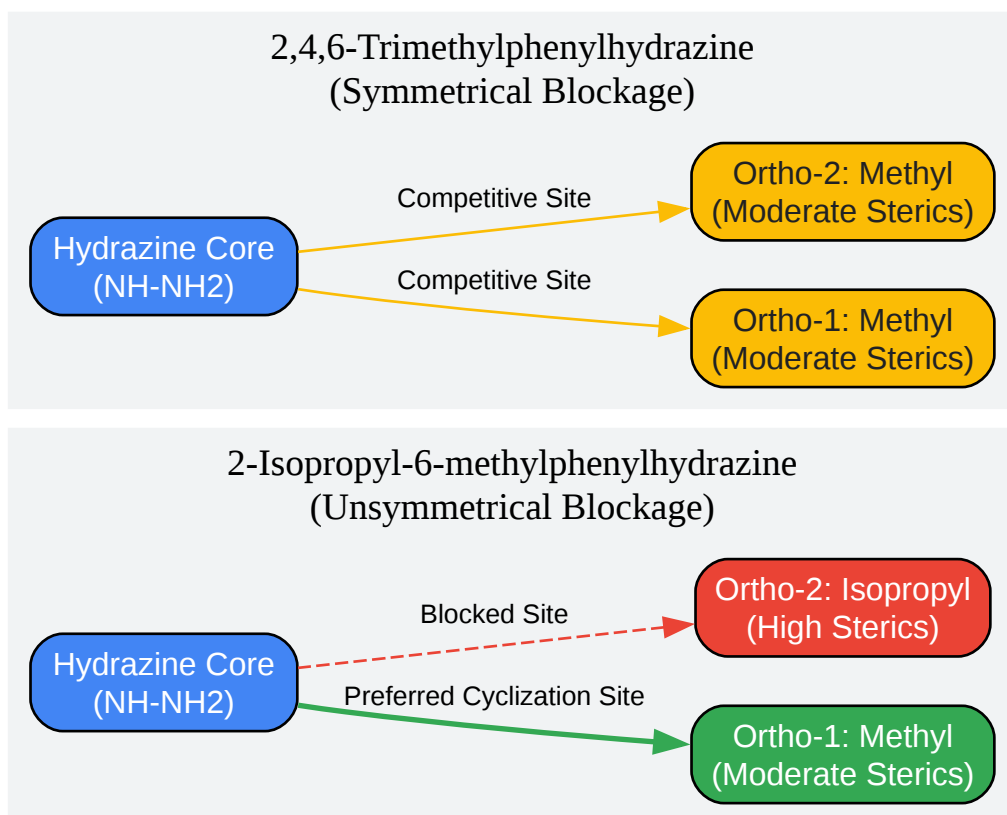 2,4,6-Trimethylphenylhydrazine
(Symmetrical Blockage)
Hydrazine Core
(NH-NH2)
Competitive Site
Competitive Site
Ortho-2: Methyl
(Moderate Sterics)
Ortho-1: Methyl
(Moderate Sterics)
2-Isopropyl-6-methylphenylhydrazine
(Unsymmetrical Blockage)
Hydrazine Core
(NH-NH2)
Blocked Site
Preferred Cyclization Site
Ortho-2: Isopropyl
(High Sterics)
Ortho-1: Methyl
(Moderate Sterics)